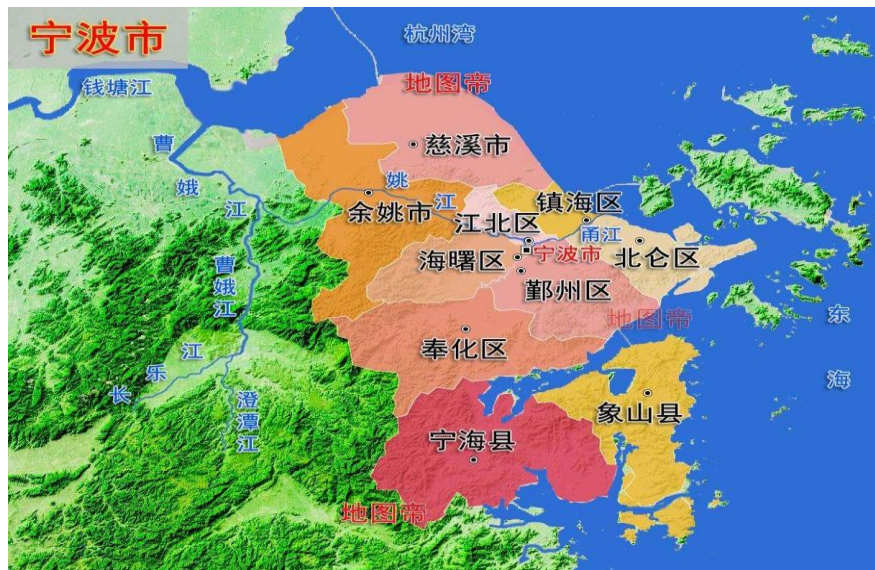 宁波市
杭州湾
钱塘江
地图帝
曹
娥
江
慈溪市
姚
江
余姚市
镇海区
江北区
甬江
宁波市
北仑区
海曙区
鄞州区
曹娥江
地图帝
东
海
奉化区
长
乐
江
澄潭江
象山县
宁海县
地图帝